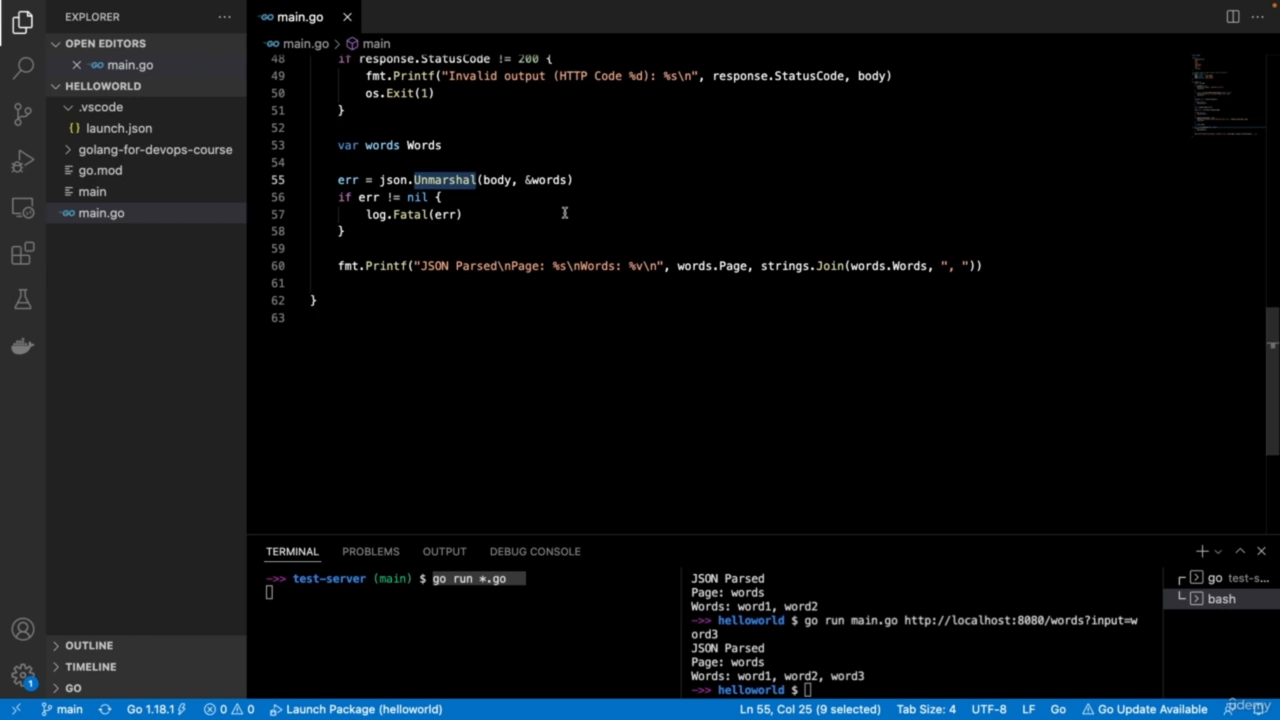 EXPLORER
OPEN EDITORS
main.go
HELLOWORLD
.vscode
launch.json
golang-for-devops-course
go.mod
main
main.go
OUTLINE
TIMELINE
GO
main.go
main.go > main
48 if response.StatusCode != 200 {
49 fmt.Printf("Invalid output (HTTP Code %d): %s\n", response.StatusCode, body)
50 os.Exit(1)
51 }
52
53 var words Words
54
55 err = json.Unmarshal(body, &words)
56 if err != nil {
57 log.Fatal(err)
58 }
59
60 fmt.Printf("JSON Parsed\nPage: %s\nWords: %v\n", words.Page, strings.Join(words.Words, ", "))
61
62 }
63
TERMINAL PROBLEMS OUTPUT DEBUG CONSOLE
->> test-server (main) $ go run *.go
JSON Parsed
Page: words
Words: word1, word2
->> helloworld $ go run main.go http://localhost:8080/words?input=w
ord3
JSON Parsed
Page: words
Words: word1, word2, word3
->> helloworld $
go test-s...
bash
1
main Go 1.18.1 0 0 Launch Package (helloworld) Ln 55, Col 25 (9 selected) Tab Size: 4 UTF-8 LF Go Go Update Available
udemy